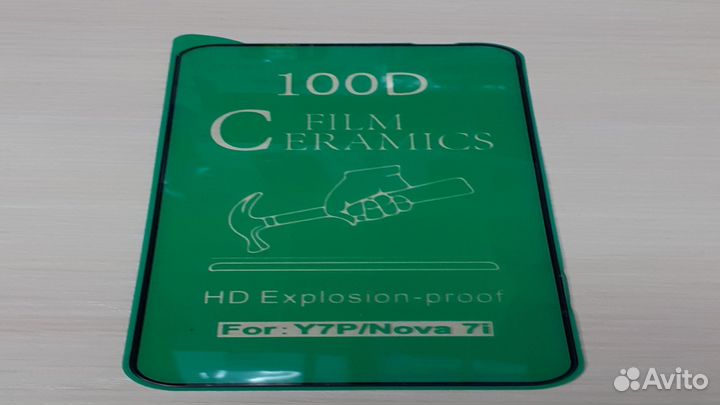 100D
FILM
CERAMICS
HD Explosion-proof
For: Y7P/Nova 7i
Avito